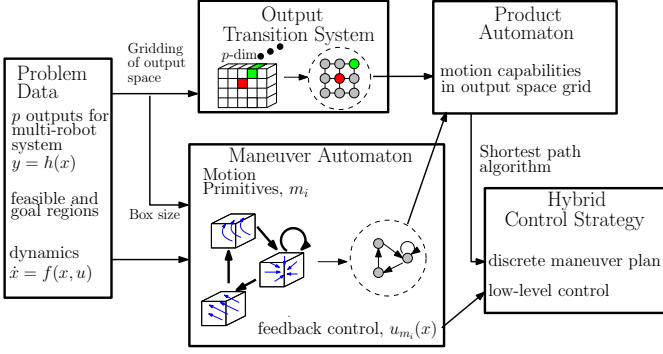 Problem
Data
p outputs for
multi-robot
system
y = h(x)
feasible and
goal regions
dynamics
ẋ = f(x, u)
Gridding
of output
space
Box size
Output
Transition System
p-dim
Maneuver Automaton
Motion
Primitives, mᵢ
feedback control, u_{mᵢ}(x)
Product
Automaton
motion capabilities
in output space grid
Shortest path
algorithm
Hybrid
Control Strategy
discrete maneuver plan
low-level control